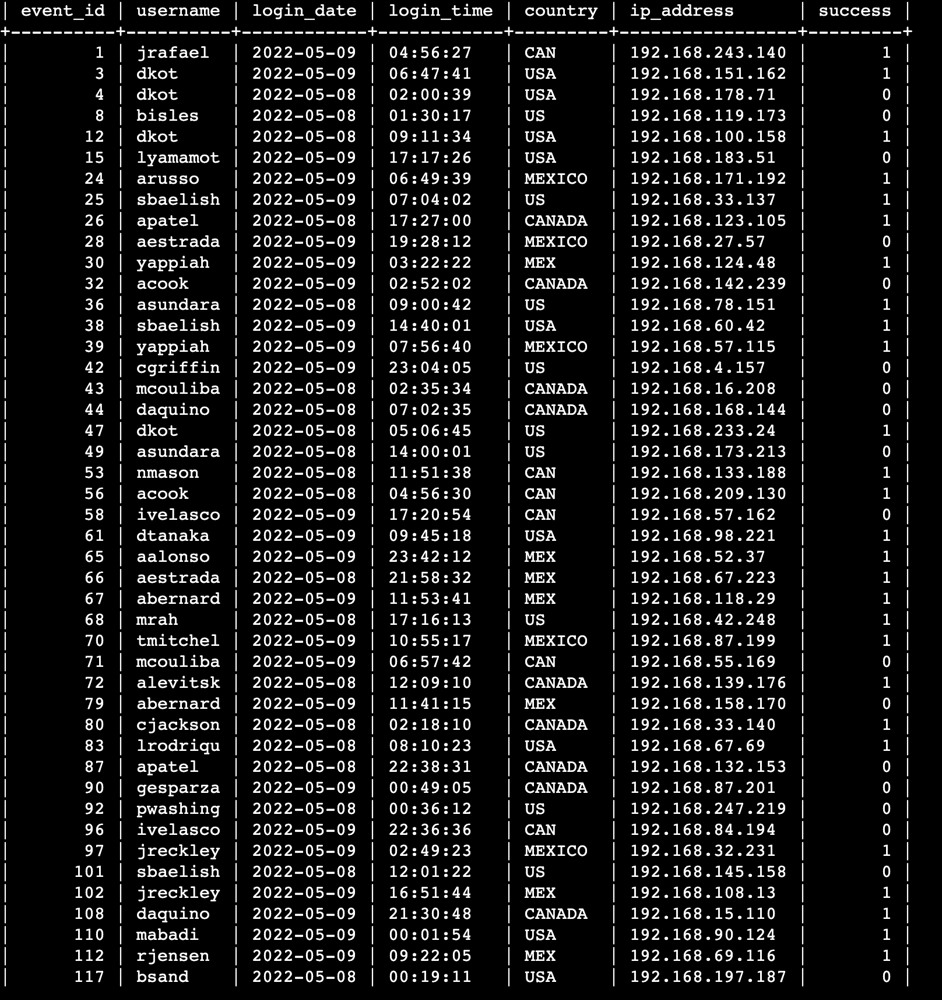 | event_id | username | login_date | login_time | country | ip_address      | success |
+----------+----------+------------+------------+---------+-----------------+---------+
|        1 | jrafael  | 2022-05-09 | 04:56:27   | CAN     | 192.168.243.140 |       1 |
|        3 | dkot     | 2022-05-09 | 06:47:41   | USA     | 192.168.151.162 |       1 |
|        4 | dkot     | 2022-05-08 | 02:00:39   | USA     | 192.168.178.71  |       0 |
|        8 | bisles   | 2022-05-08 | 01:30:17   | US      | 192.168.119.173 |       0 |
|       12 | dkot     | 2022-05-08 | 09:11:34   | USA     | 192.168.100.158 |       1 |
|       15 | lyamamot | 2022-05-09 | 17:17:26   | USA     | 192.168.183.51  |       0 |
|       24 | arusso   | 2022-05-09 | 06:49:39   | MEXICO  | 192.168.171.192 |       1 |
|       25 | sbaelish | 2022-05-09 | 07:04:02   | US      | 192.168.33.137  |       1 |
|       26 | apatel   | 2022-05-08 | 17:27:00   | CANADA  | 192.168.123.105 |       1 |
|       28 | aestrada | 2022-05-09 | 19:28:12   | MEXICO  | 192.168.27.57   |       0 |
|       30 | yappiah  | 2022-05-09 | 03:22:22   | MEX     | 192.168.124.48  |       1 |
|       32 | acook    | 2022-05-09 | 02:52:02   | CANADA  | 192.168.142.239 |       0 |
|       36 | asundara | 2022-05-08 | 09:00:42   | US      | 192.168.78.151  |       1 |
|       38 | sbaelish | 2022-05-09 | 14:40:01   | USA     | 192.168.60.42   |       1 |
|       39 | yappiah  | 2022-05-09 | 07:56:40   | MEXICO  | 192.168.57.115  |       1 |
|       42 | cgriffin | 2022-05-09 | 23:04:05   | US      | 192.168.4.157   |       0 |
|       43 | mcouliba | 2022-05-08 | 02:35:34   | CANADA  | 192.168.16.208  |       0 |
|       44 | daquino  | 2022-05-08 | 07:02:35   | CANADA  | 192.168.168.144 |       0 |
|       47 | dkot     | 2022-05-08 | 05:06:45   | US      | 192.168.233.24  |       1 |
|       49 | asundara | 2022-05-08 | 14:00:01   | US      | 192.168.173.213 |       0 |
|       53 | nmason   | 2022-05-08 | 11:51:38   | CAN     | 192.168.133.188 |       1 |
|       56 | acook    | 2022-05-08 | 04:56:30   | CAN     | 192.168.209.130 |       1 |
|       58 | ivelasco | 2022-05-09 | 17:20:54   | CAN     | 192.168.57.162  |       0 |
|       61 | dtanaka  | 2022-05-09 | 09:45:18   | USA     | 192.168.98.221  |       1 |
|       65 | aalonso  | 2022-05-09 | 23:42:12   | MEX     | 192.168.52.37   |       1 |
|       66 | aestrada | 2022-05-08 | 21:58:32   | MEX     | 192.168.67.223  |       1 |
|       67 | abernard | 2022-05-09 | 11:53:41   | MEX     | 192.168.118.29  |       1 |
|       68 | mrah     | 2022-05-08 | 17:16:13   | US      | 192.168.42.248  |       1 |
|       70 | tmitchel | 2022-05-09 | 10:55:17   | MEXICO  | 192.168.87.199  |       1 |
|       71 | mcouliba | 2022-05-09 | 06:57:42   | CAN     | 192.168.55.169  |       0 |
|       72 | alevitsk | 2022-05-08 | 12:09:10   | CANADA  | 192.168.139.176 |       1 |
|       79 | abernard | 2022-05-08 | 11:41:15   | MEX     | 192.168.158.170 |       0 |
|       80 | cjackson | 2022-05-08 | 02:18:10   | CANADA  | 192.168.33.140  |       1 |
|       83 | lrodriqu | 2022-05-08 | 08:10:23   | USA     | 192.168.67.69   |       1 |
|       87 | apatel   | 2022-05-08 | 22:38:31   | CANADA  | 192.168.132.153 |       0 |
|       90 | gesparza | 2022-05-09 | 00:49:05   | CANADA  | 192.168.87.201  |       0 |
|       92 | pwashing | 2022-05-08 | 00:36:12   | US      | 192.168.247.219 |       0 |
|       96 | ivelasco | 2022-05-09 | 22:36:36   | CAN     | 192.168.84.194  |       0 |
|       97 | jreckley | 2022-05-09 | 02:49:23   | MEXICO  | 192.168.32.231  |       1 |
|      101 | sbaelish | 2022-05-08 | 12:01:22   | US      | 192.168.145.158 |       0 |
|      102 | jreckley | 2022-05-09 | 16:51:44   | MEX     | 192.168.108.13  |       1 |
|      108 | daquino  | 2022-05-09 | 21:30:48   | CANADA  | 192.168.15.110  |       1 |
|      110 | mabadi   | 2022-05-09 | 00:01:54   | USA     | 192.168.90.124  |       1 |
|      112 | rjensen  | 2022-05-09 | 09:22:05   | MEX     | 192.168.69.116  |       1 |
|      117 | bsand    | 2022-05-08 | 00:19:11   | USA     | 192.168.197.187 |       0 |